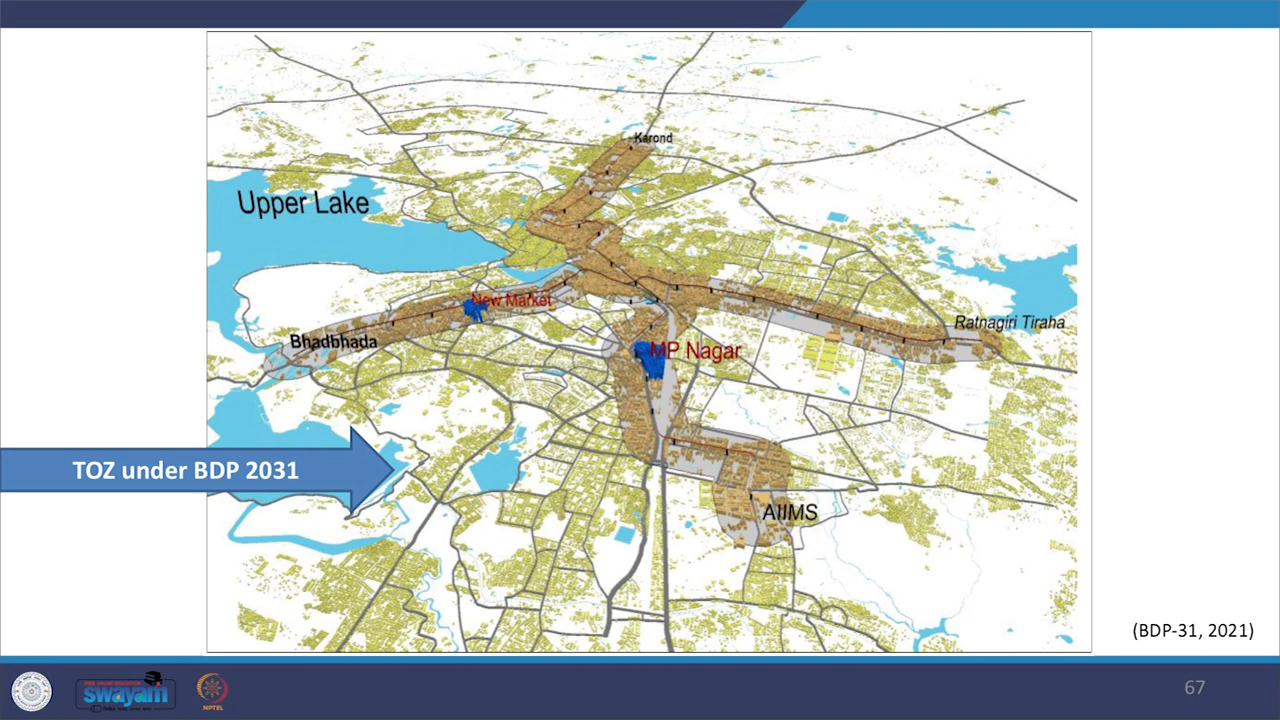 Karond
Upper Lake
New Market
Ratnagiri Tiraha
Bhadbhada
MP Nagar
TOZ under BDP 2031
AIIMS
(BDP-31, 2021)
67
swayam
NPTEL